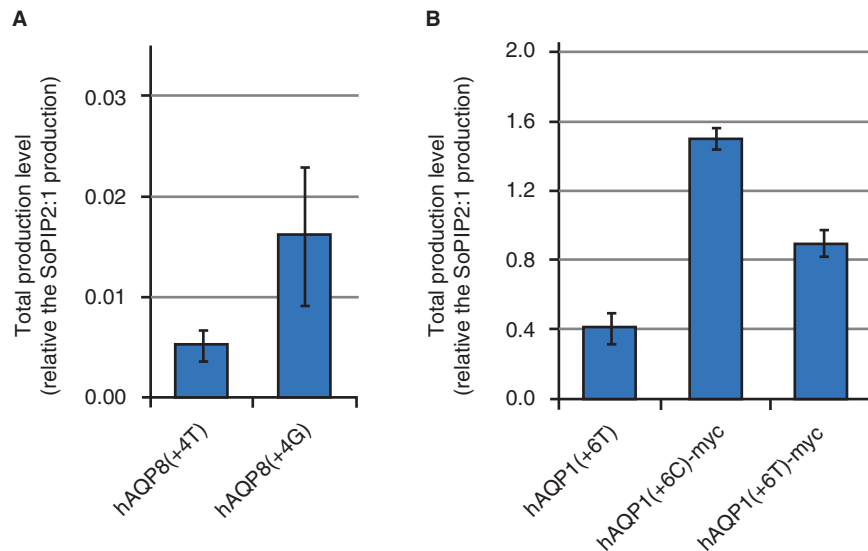 A
Total production level
(relative the SoPIP2:1 production)
0.03
0.02
0.01
0.00
hAQP8(+4T)
hAQP8(+4G)
B
Total production level
(relative the SoPIP2:1 production)
2.0
1.6
1.2
0.8
0.4
0.0
hAQP1(+6T)
hAQP1(+6C)-myc
hAQP1(+6T)-myc